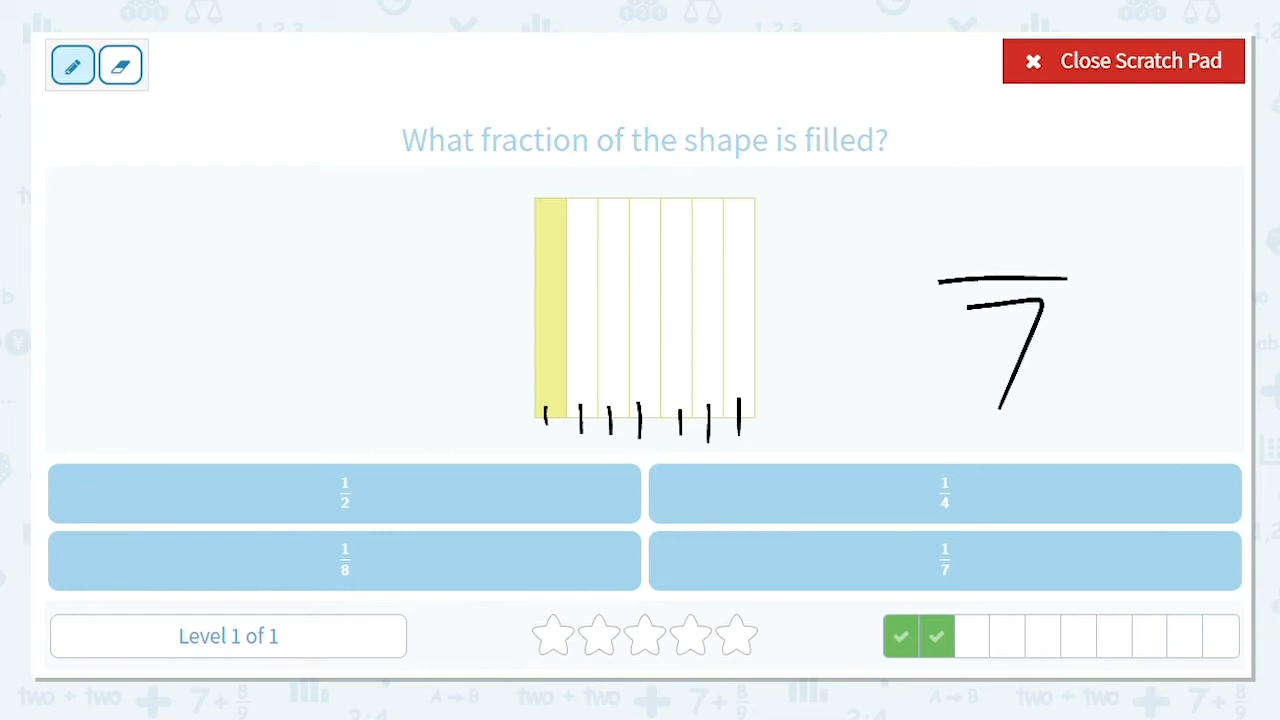 Close Scratch Pad
What fraction of the shape is filled?
7
1/2
1/4
1/8
1/7
Level 1 of 1